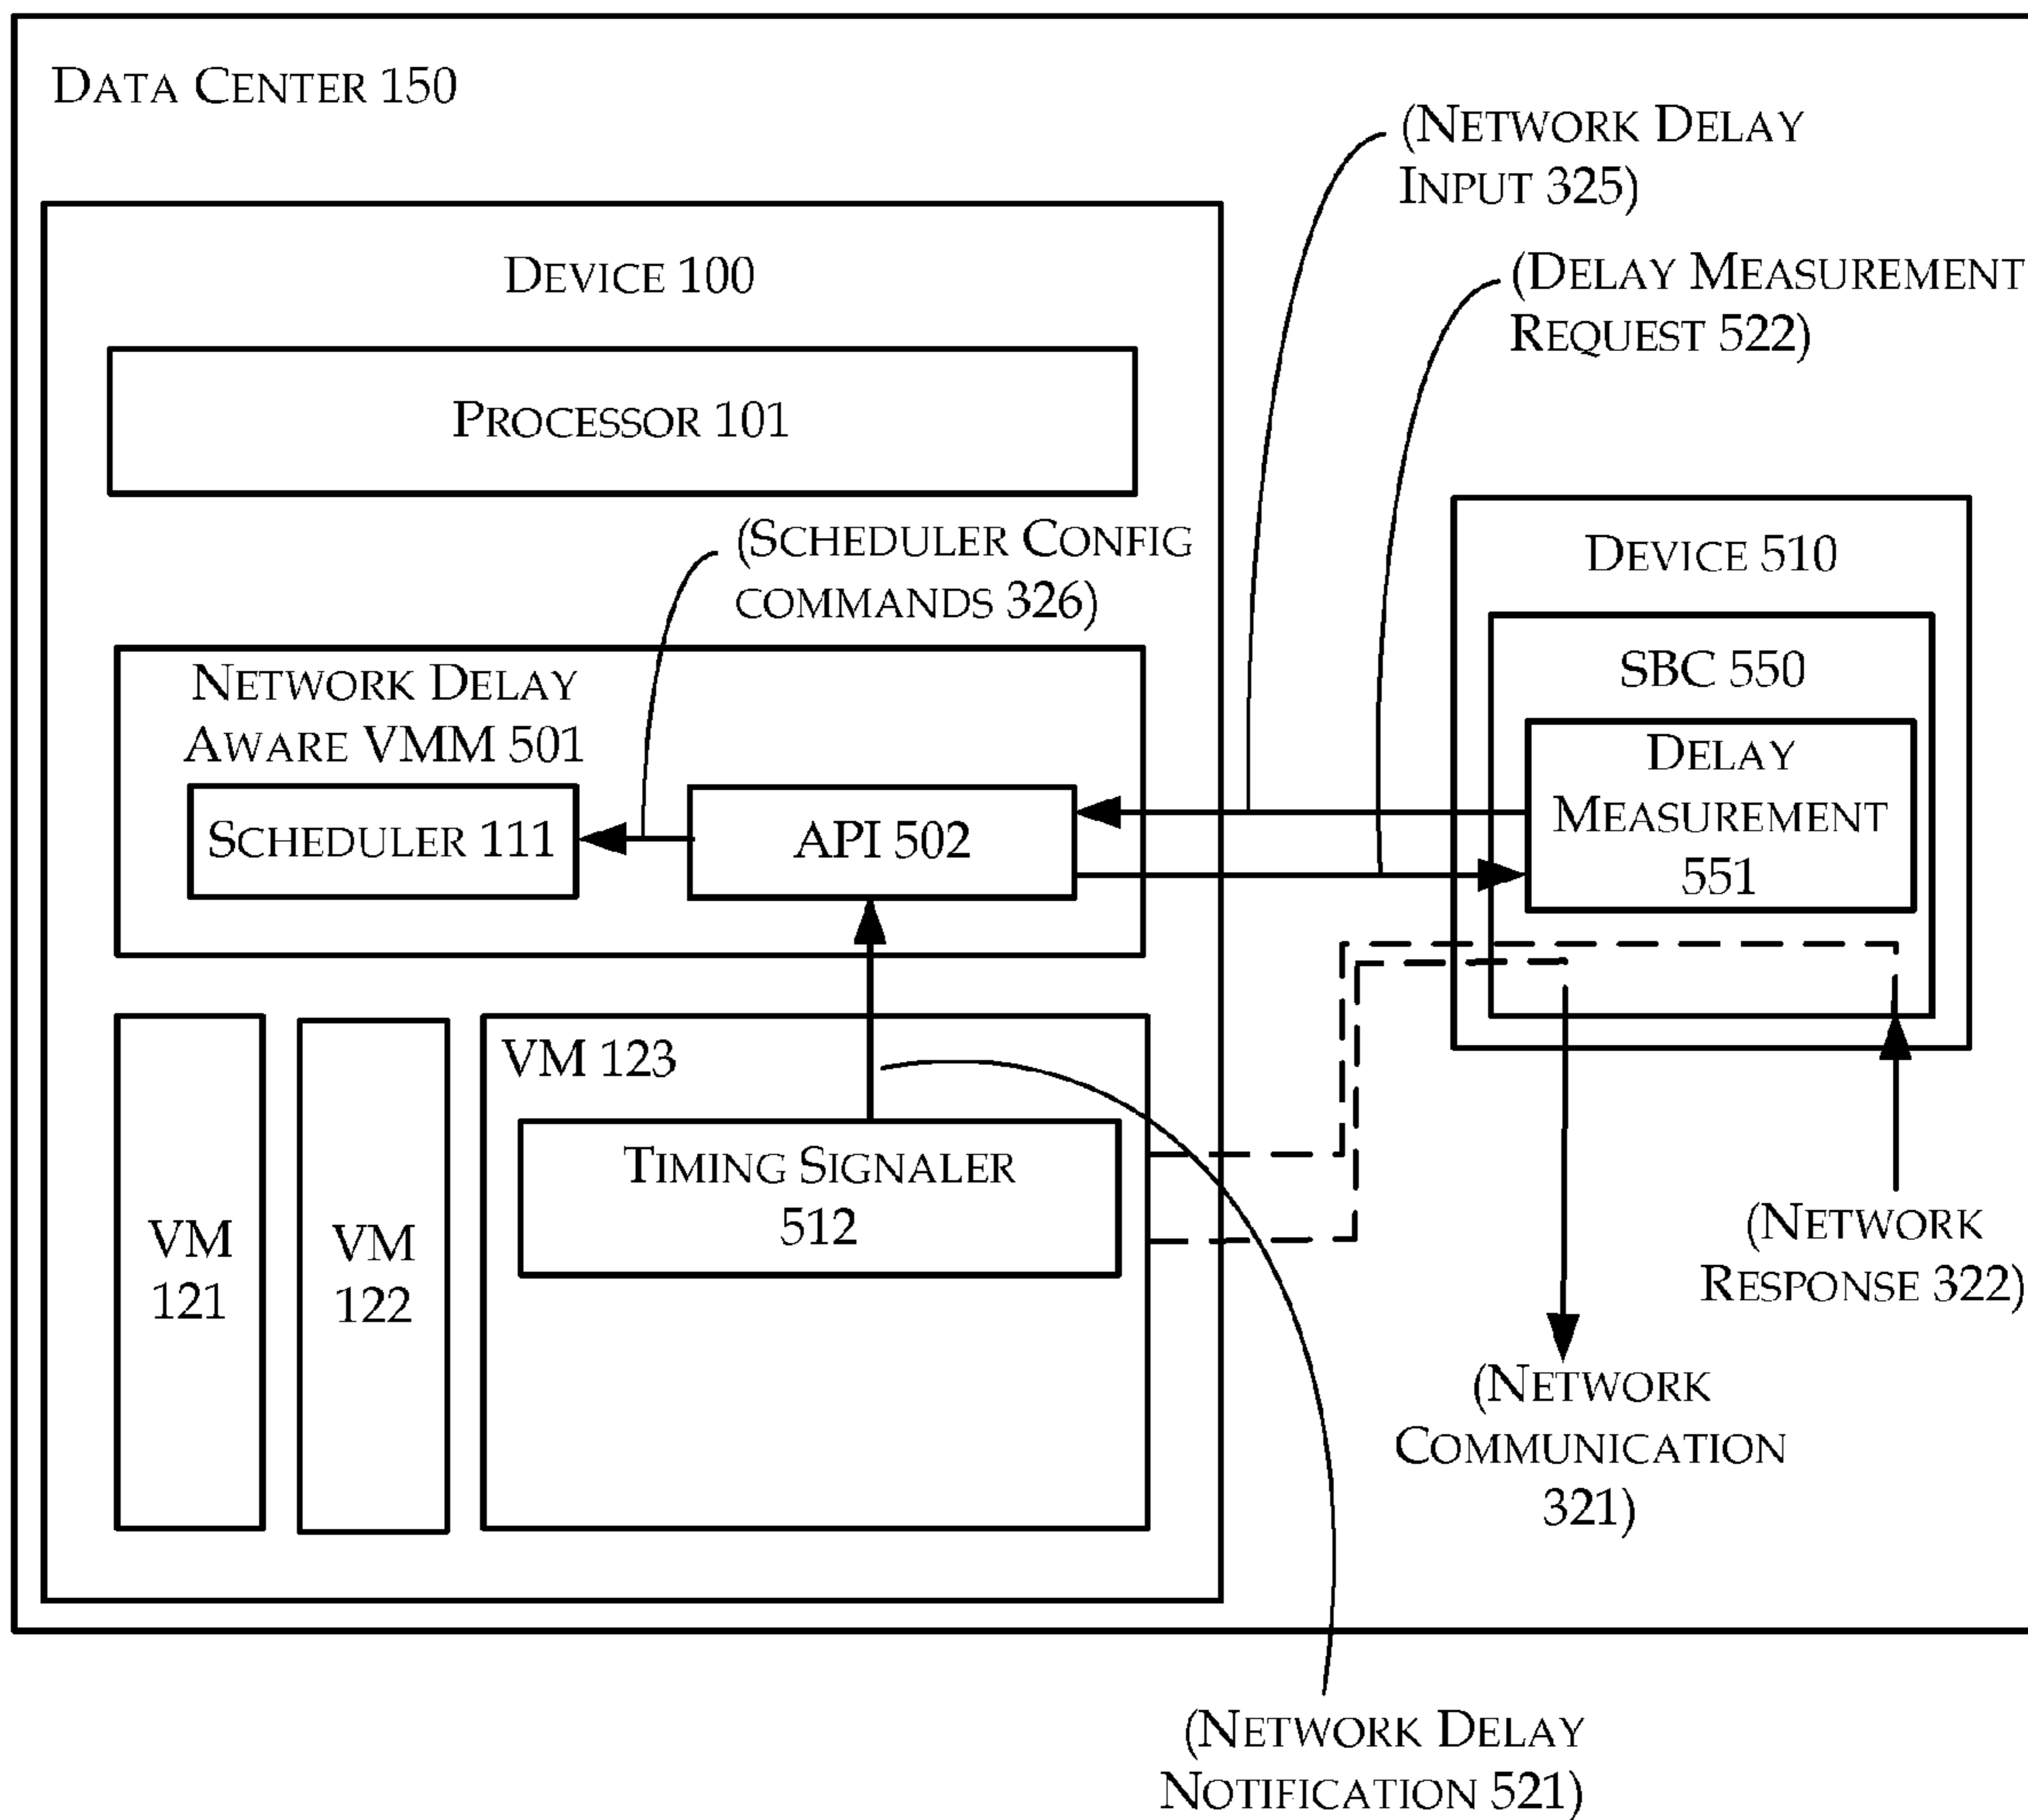 DATA CENTER 150
(NETWORK DELAY
INPUT 325)
DEVICE 100
(DELAY MEASUREMENT
REQUEST 522)
PROCESSOR 101
(SCHEDULER CONFIG
COMMANDS 326)
DEVICE 510
SBC 550
NETWORK DELAY
AWARE VMM 501
DELAY
MEASUREMENT
551
SCHEDULER 111
API 502
VM 123
TIMING SIGNALER
512
VM
121
VM
122
(NETWORK
RESPONSE 322)
(NETWORK
COMMUNICATION
321)
(NETWORK DELAY
NOTIFICATION 521)